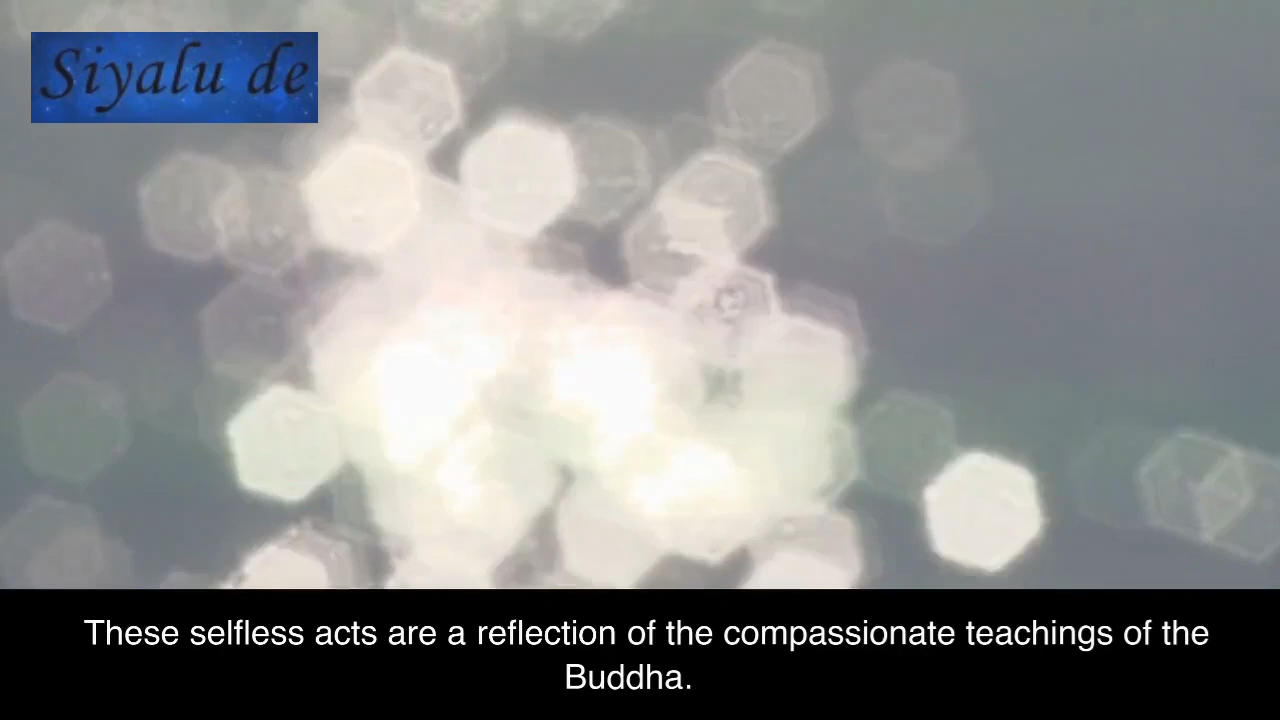 Siyalu de
These selfless acts are a reflection of the compassionate teachings of the
Buddha.